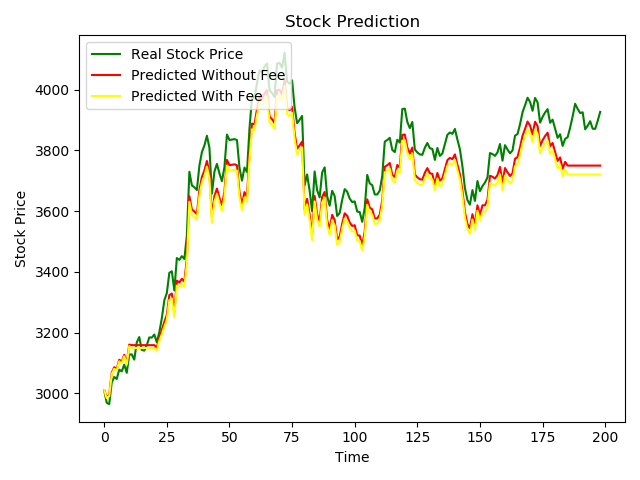 Stock Prediction
Real Stock Price
Predicted Without Fee
Predicted With Fee
Stock Price
4000
3800
3600
3400
3200
3000
0 25 50 75 100 125 150 175 200
Time